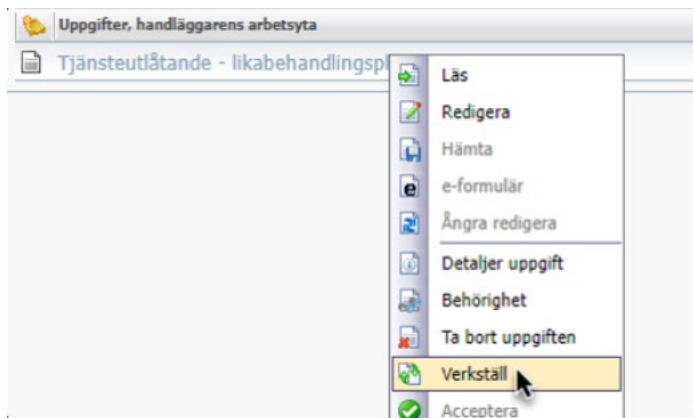 Uppgifter, handläggarens arbetsyta
Tjänsteutlåtande - likabehandlingspl
Läs
Redigera
Hämta
e-formulär
Ångra redigera
Detaljer uppgift
Behörighet
Ta bort uppgiften
Verkställ
Acceptera